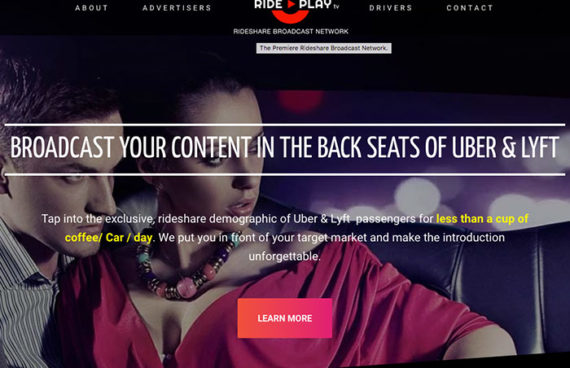 ABOUT ADVERTISERS RIDE PLAY TV DRIVERS CONTACT
RIDESHARE BROADCAST NETWORK
The Premiere Rideshare Broadcast Network.
BROADCAST YOUR CONTENT IN THE BACK SEATS OF UBER & LYFT
Tap into the exclusive, rideshare demographic of Uber & Lyft passengers for less than a cup of
coffee/ Car / day. We put you in front of your target market and make the introduction
unforgettable.
LEARN MORE